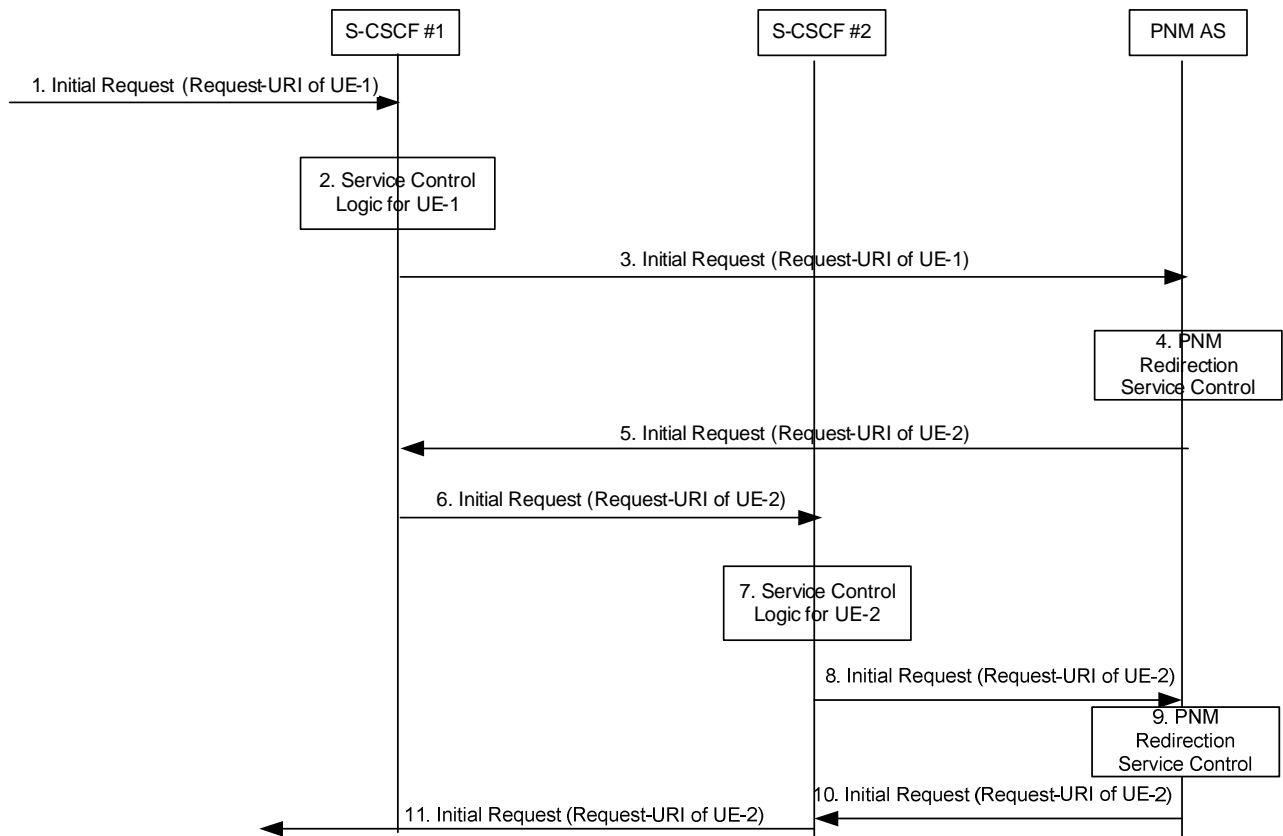 S-CSCF #1
S-CSCF #2
PNM AS
1. Initial Request (Request-URI of UE-1)
2. Service Control
Logic for UE-1
3. Initial Request (Request-URI of UE-1)
4. PNM
Redirection
Service Control
5. Initial Request (Request-URI of UE-2)
6. Initial Request (Request-URI of UE-2)
7. Service Control
Logic for UE-2
8. Initial Request (Request-URI of UE-2)
9. PNM
Redirection
Service Control
10. Initial Request (Request-URI of UE-2)
11. Initial Request (Request-URI of UE-2)